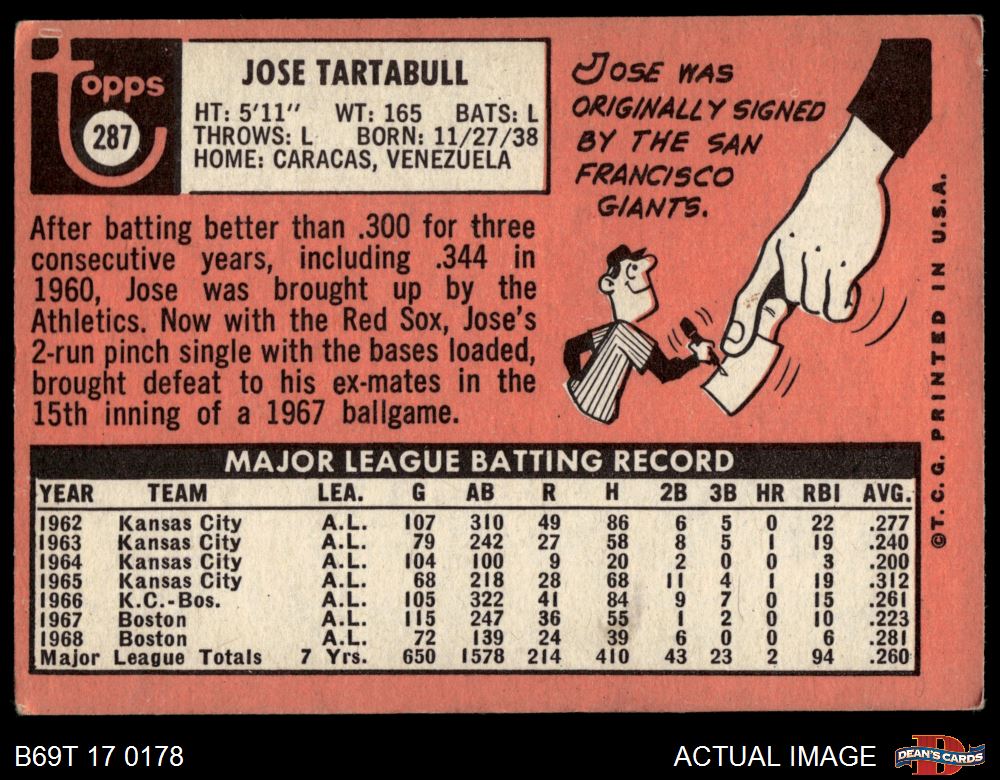 topps
287
JOSE TARTABULL
HT: 5'11" WT: 165 BATS: L
THROWS: L BORN: 11/27/38
HOME: CARACAS, VENEZUELA
JOSE WAS
ORIGINALLY SIGNED
BY THE SAN
FRANCISCO
GIANTS.
After batting better than .300 for three
consecutive years, including .344 in
1960, Jose was brought up by the
Athletics. Now with the Red Sox, Jose's
2-run pinch single with the bases loaded,
brought defeat to his ex-mates in the
15th inning of a 1967 ballgame.
©T. C. G. PRINTED IN U.S.A.
MAJOR LEAGUE BATTING RECORD
YEAR TEAM LEA. G AB R H 2B 3B HR RBI AVG.
1962 Kansas City A.L. 107 310 49 86 6 5 0 22 .277
1963 Kansas City A.L. 79 242 27 58 8 5 1 19 .240
1964 Kansas City A.L. 104 100 9 20 2 0 0 3 .200
1965 Kansas City A.L. 68 218 28 68 11 4 1 19 .312
1966 K.C.-Bos. A.L. 105 322 41 84 9 7 0 15 .261
1967 Boston A.L. 115 247 36 55 1 2 0 10 .223
1968 Boston A.L. 72 139 24 39 6 0 0 6 .281
Major League Totals 7 Yrs. 650 1578 214 410 43 23 2 94 .260
B69T 17 0178
ACTUAL IMAGE
DEAN'S CARDS